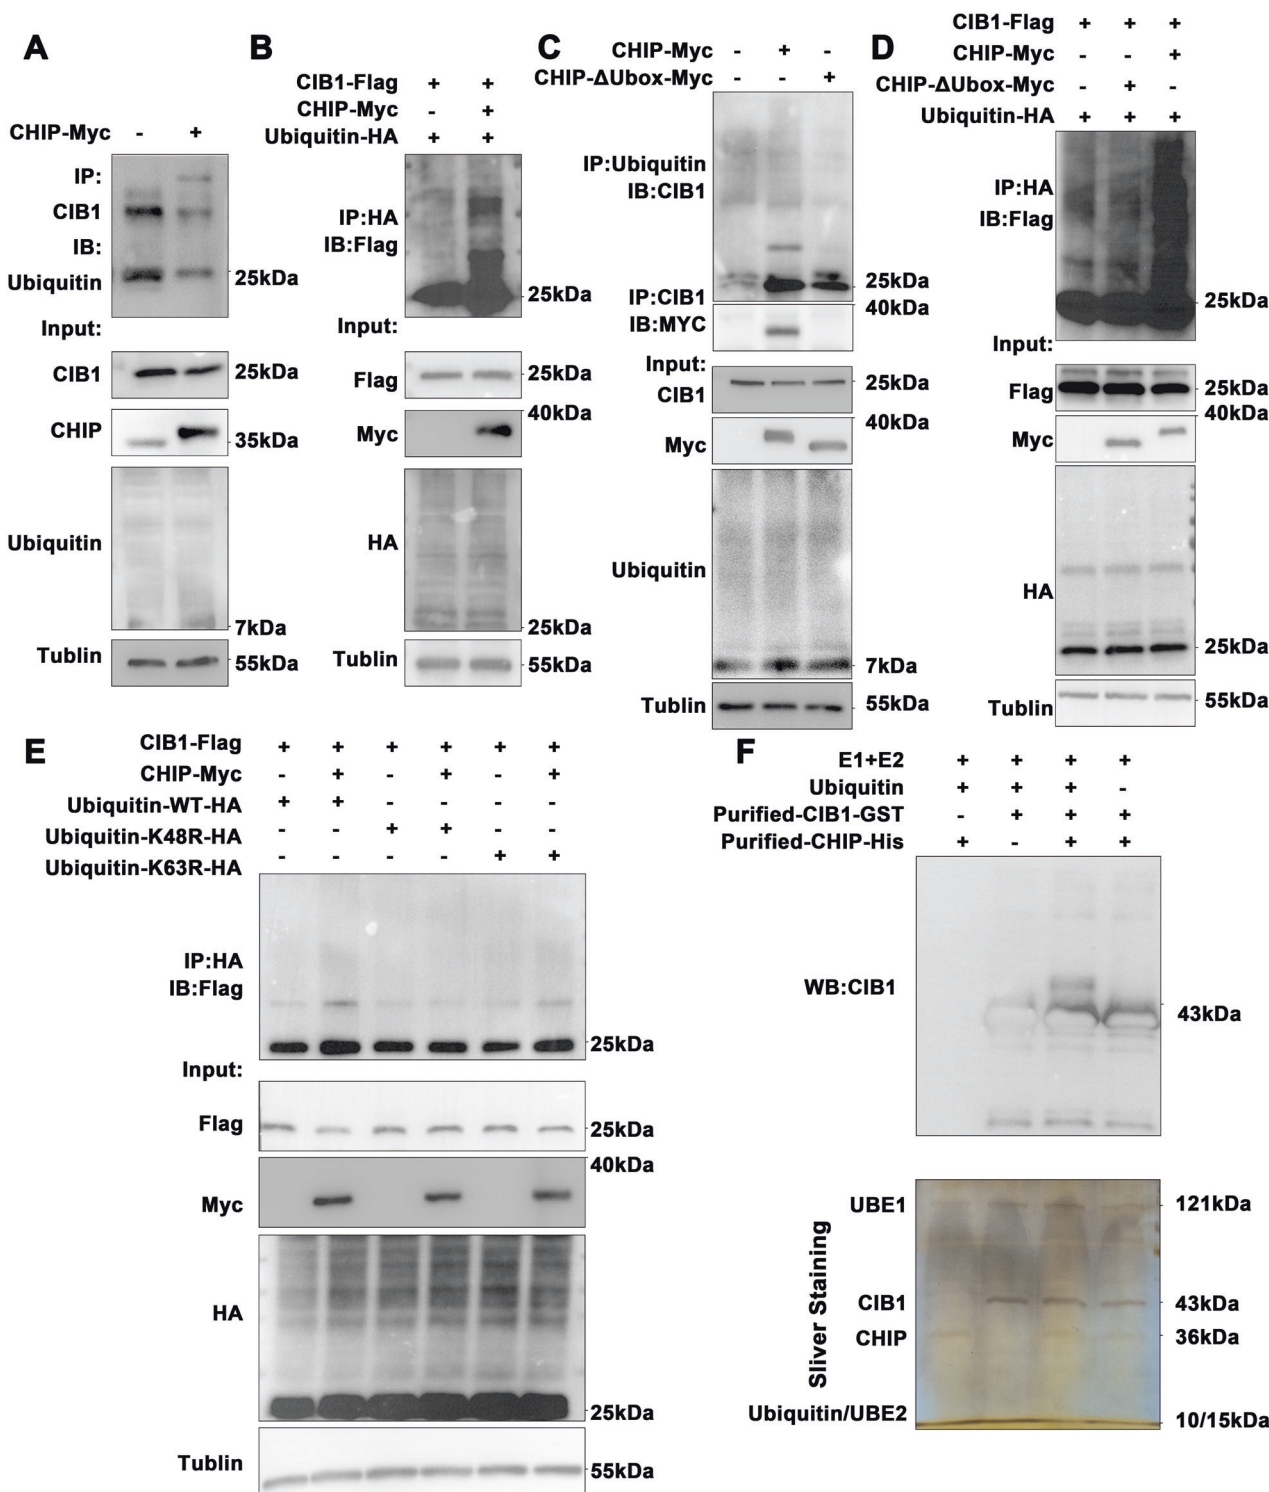 A
CHIP-Myc - +
IP:
CIB1
IB:
Ubiquitin
25kDa
Input:
CIB1 25kDa
CHIP 35kDa
Ubiquitin
7kDa
Tublin 55kDa
B
CIB1-Flag + +
CHIP-Myc - +
Ubiquitin-HA + +
IP:HA
IB:Flag
25kDa
Input:
Flag 25kDa
40kDa
Myc
HA
25kDa
Tublin 55kDa
C
CHIP-Myc - + -
CHIP-ΔUbox-Myc - - +
IP:Ubiquitin
IB:CIB1
25kDa
IP:CIB1 40kDa
IB:MYC
Input:
CIB1 25kDa
40kDa
Myc
Ubiquitin
7kDa
Tublin 55kDa
D
CIB1-Flag + + +
CHIP-Myc - - +
CHIP-ΔUbox-Myc - + -
Ubiquitin-HA + + +
IP:HA
IB:Flag
25kDa
Input:
Flag 25kDa
40kDa
Myc
HA
25kDa
Tublin 55kDa
E
CIB1-Flag + + + + + +
CHIP-Myc - + - + - +
Ubiquitin-WT-HA + + - - - -
Ubiquitin-K48R-HA - - + + - -
Ubiquitin-K63R-HA - - - - + +
IP:HA
IB:Flag
25kDa
Input:
Flag 25kDa
40kDa
Myc
HA
25kDa
Tublin 55kDa
F
E1+E2 + + + +
Ubiquitin + + + -
Purified-CIB1-GST - + + +
Purified-CHIP-His + - + +
WB:CIB1 43kDa
Sliver Staining
UBE1 121kDa
CIB1 43kDa
CHIP 36kDa
Ubiquitin/UBE2 10/15kDa